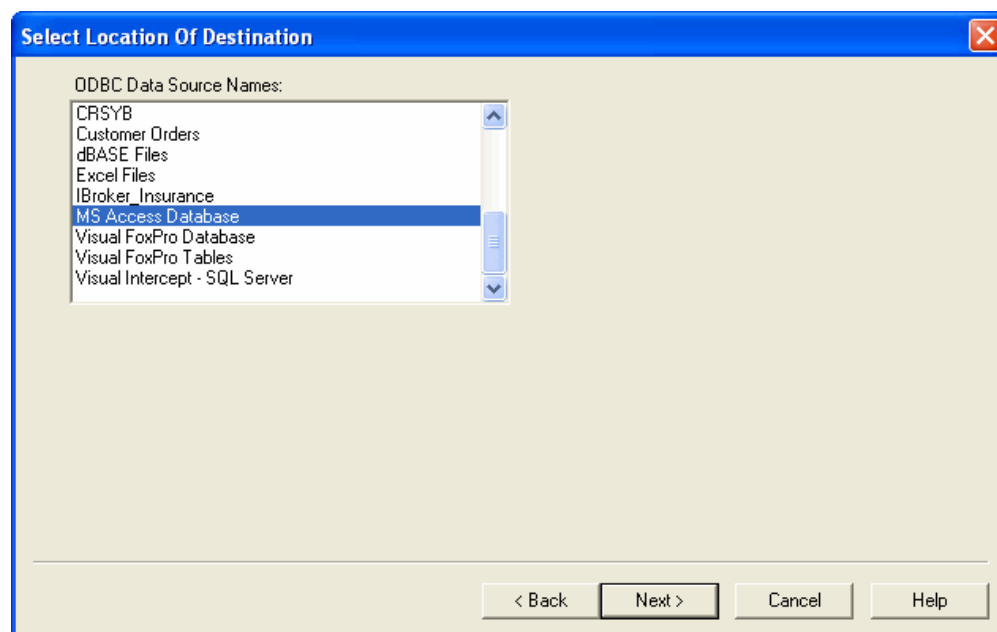 Select Location Of Destination
ODBC Data Source Names:
CRSYB
Customer Orders
dBASE Files
Excel Files
IBroker_Insurance
MS Access Database
Visual FoxPro Database
Visual FoxPro Tables
Visual Intercept - SQL Server
< Back Next > Cancel Help